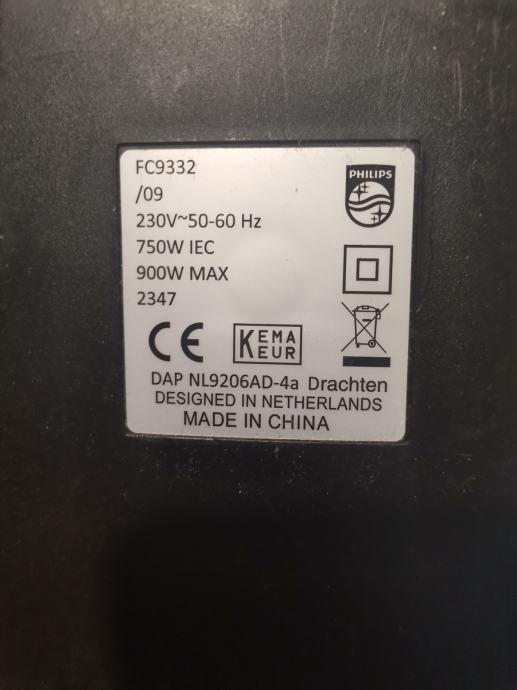 FC9332
/09
230V~50-60 Hz
750W IEC
900W MAX
2347
PHILIPS
CE
KEMA
KEUR
DAP NL9206AD-4a Drachten
DESIGNED IN NETHERLANDS
MADE IN CHINA